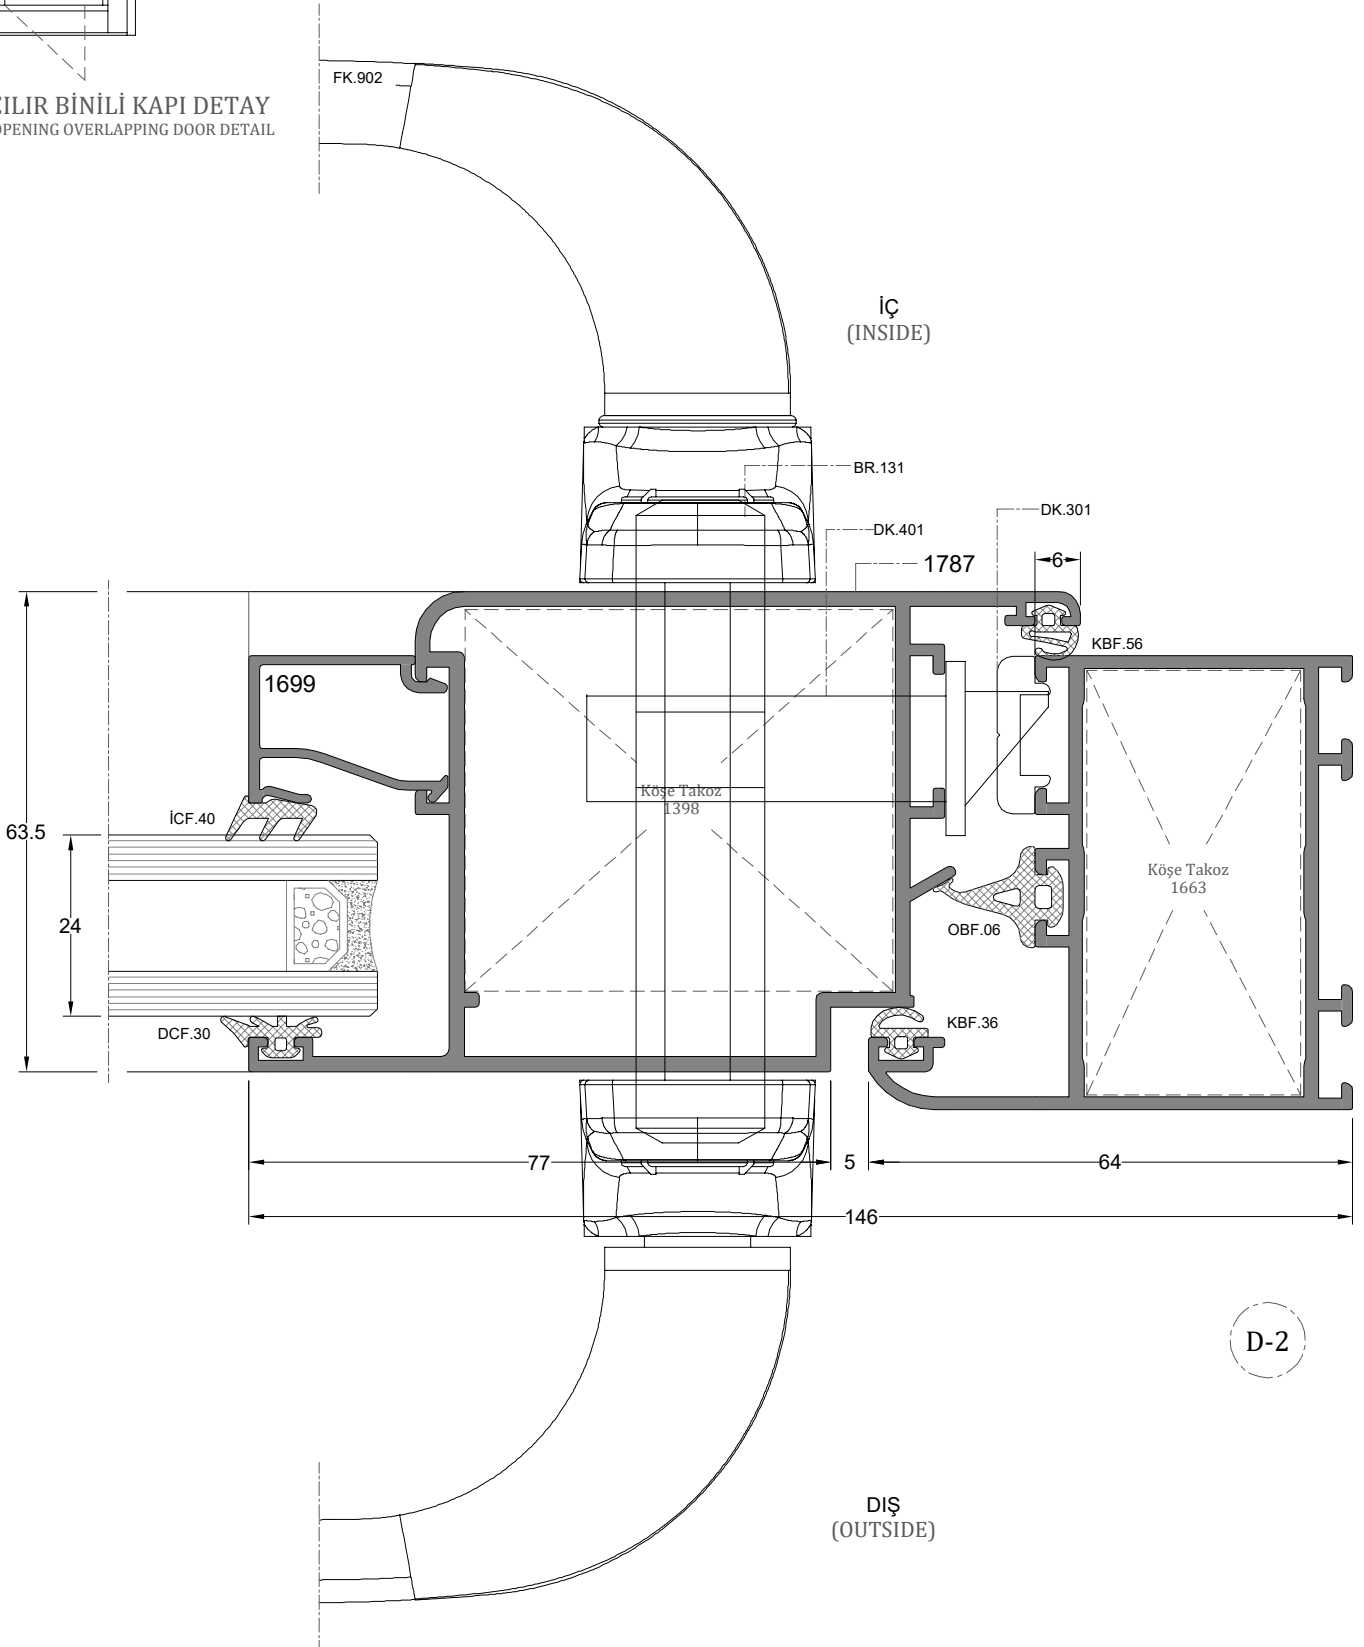 FK.902
ÇILIR BİNİLİ KAPI DETAY
OPENING OVERLAPPING DOOR DETAIL
İÇ
(INSIDE)
BR.131
DK.301
DK.401
1787
6
KBF.56
1699
Köşe Takoz
1398
İCF.40
63.5
Köşe Takoz
1663
24
OBF.06
DCF.30
KBF.36
77
5
64
146
D-2
DIŞ
(OUTSIDE)